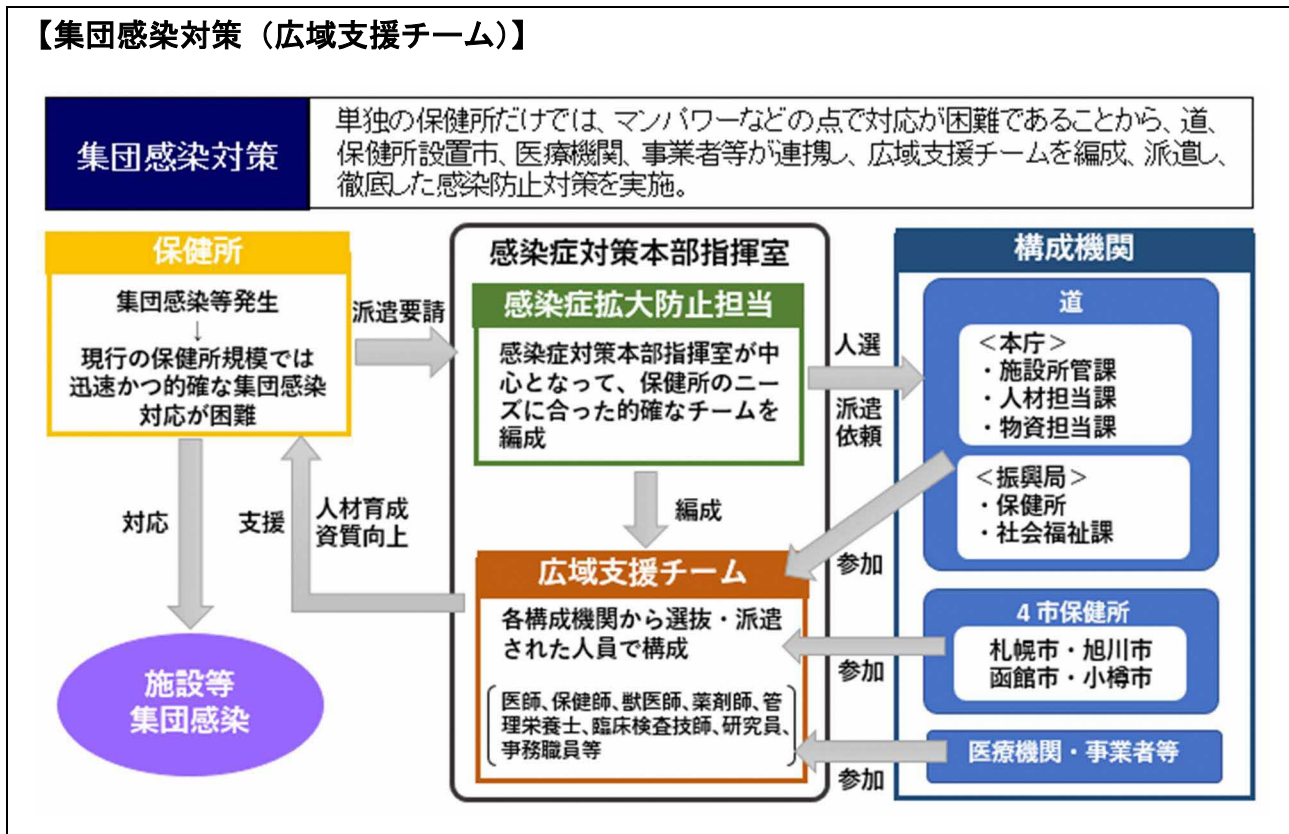 【集団感染対策（広域支援チーム）】
集団感染対策
単独の保健所だけでは、マンパワーなどの点で対応が困難であることから、道、
保健所設置市、医療機関、事業者等が連携し、広域支援チームを編成、派遣し、
徹底した感染防止対策を実施。
保健所
集団感染等発生
↓
現行の保健所規模では
迅速かつ的確な集団感染
対応が困難
派遣要請
対応
支援
人材育成
資質向上
施設等
集団感染
感染症対策本部指揮室
感染症拡大防止担当
感染症対策本部指揮室が中
心となって、保健所のニー
ズに合った的確なチームを
編成
編成
広域支援チーム
各構成機関から選抜・派遣
された人員で構成
医師、保健師、獣医師、薬剤師、管
理栄養士、臨床検査技師、研究員、
事務職員等
人選
派遣
依頼
参加
参加
参加
構成機関
道
＜本庁＞
・施設所管課
・人材担当課
・物資担当課
＜振興局＞
・保健所
・社会福祉課
４市保健所
札幌市・旭川市
函館市・小樽市
医療機関・事業者等